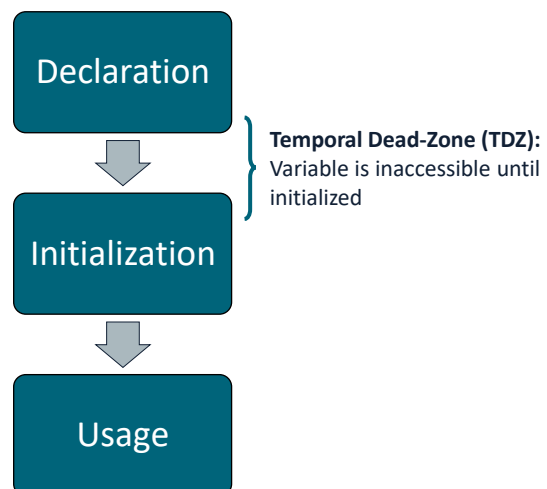 Declaration
Temporal Dead-Zone (TDZ):
Variable is inaccessible until
initialized
Initialization
Usage